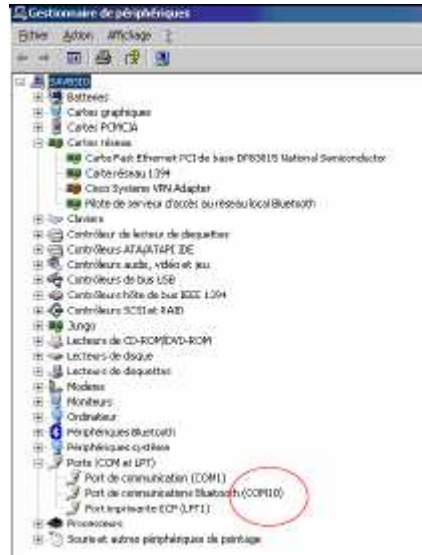 Gestionnaire de périphériques
Fichier Action Affichage ?
Batteries
Cartes graphiques
Cartes PCMCIA
Cartes réseau
Carte Fast Ethernet PCI de base DP83815 National Semiconductor
Carte réseau 1394
Cisco Systems VPN Adapter
Pilote de serveur d'accès au réseau local Bluetooth
Claviers
Contrôleur de lecteur de disquettes
Contrôleurs ATA/ATAPI IDE
Contrôleurs audio, vidéo et jeu
Contrôleurs de bus USB
Contrôleurs hôte de bus IEEE 1394
Contrôleurs SCSI et RAID
Jungo
Lecteurs de CD-ROM/DVD-ROM
Lecteurs de disque
Lecteurs de disquettes
Modems
Moniteurs
Ordinateur
Périphériques Bluetooth
Périphériques système
Ports (COM et LPT)
Port de communication (COM1)
Port de communications Bluetooth (COM10)
Port imprimante ECP (LPT1)
Processeurs
Souris et autres périphériques de pointage